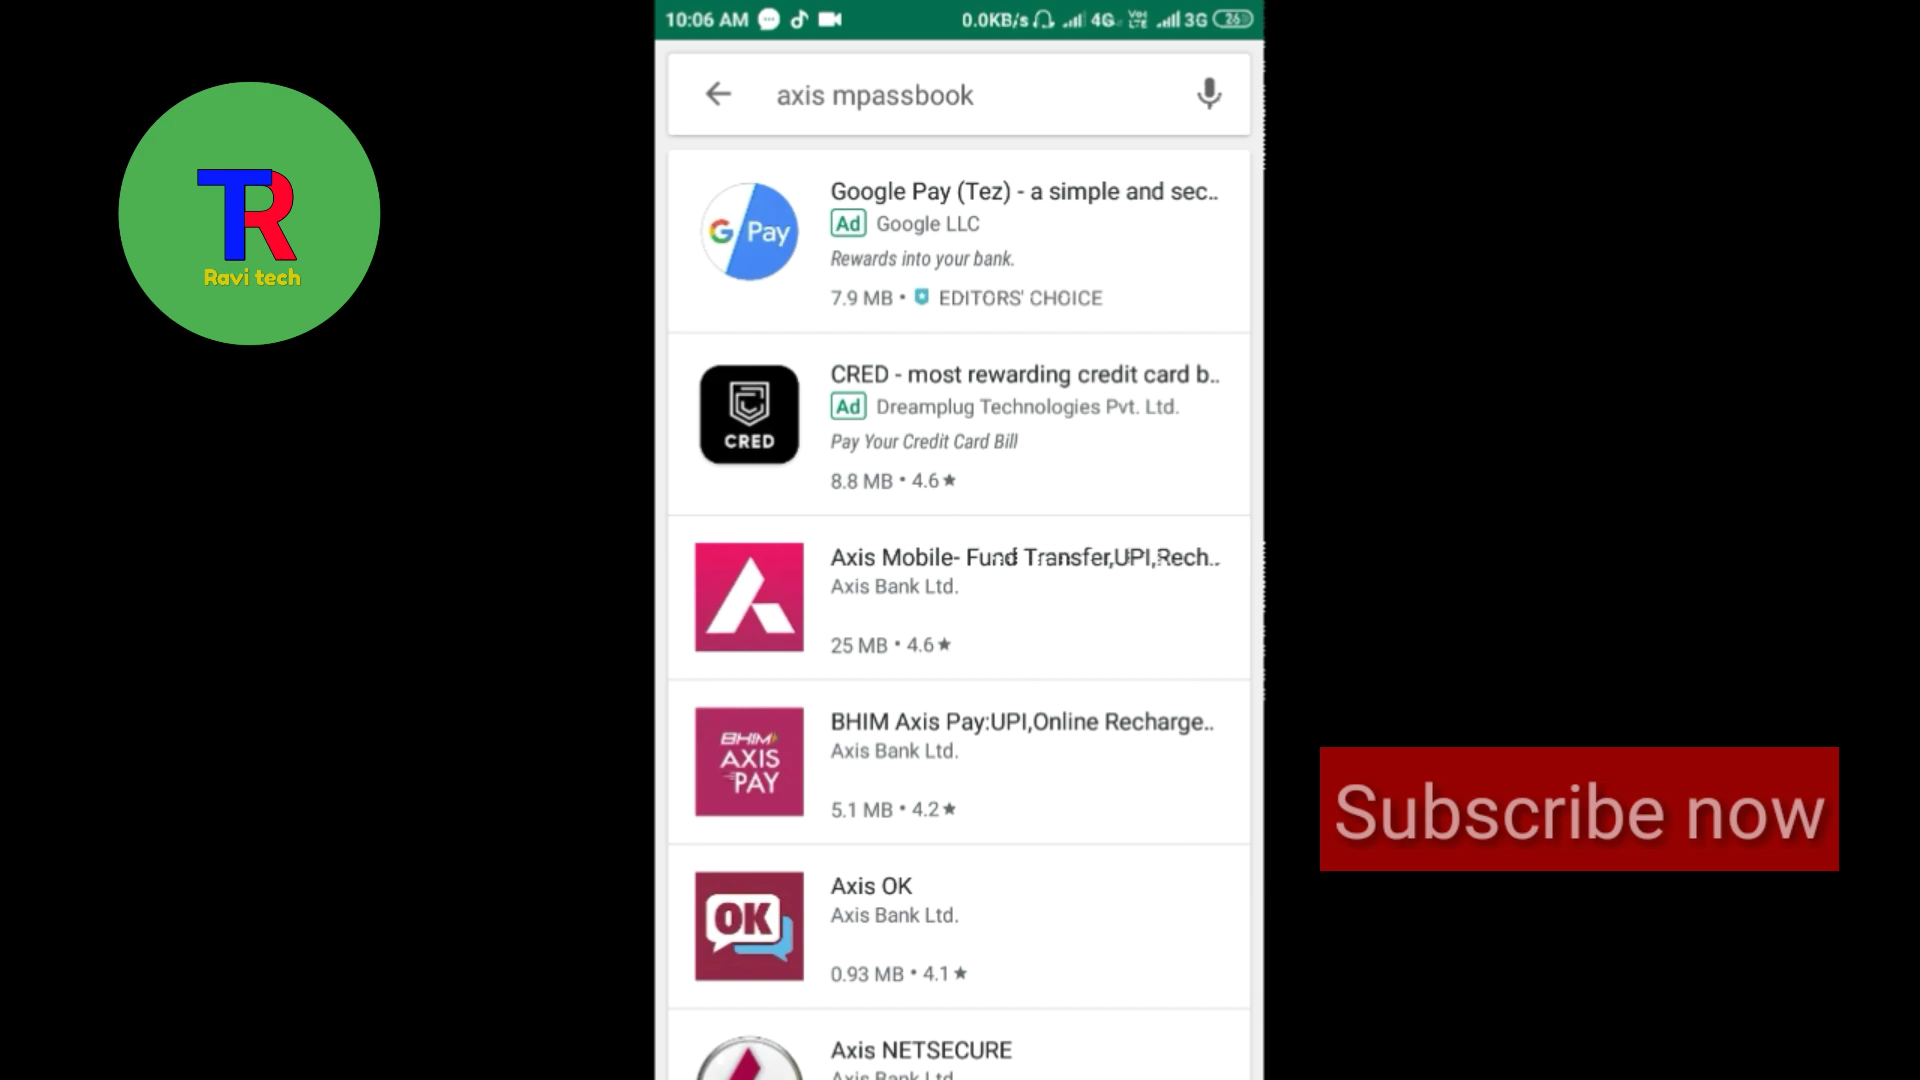 10:06 AM 0.0KB/s 4G Vo LTE 3G 26
axis mpassbook
TR
Ravi tech
G Pay
Google Pay (Tez) - a simple and sec..
Ad Google LLC
Rewards into your bank.
7.9 MB • EDITORS' CHOICE
CRED
CRED - most rewarding credit card b..
Ad Dreamplug Technologies Pvt. Ltd.
Pay Your Credit Card Bill
8.8 MB • 4.6★
Axis Mobile- Fund Transfer,UPI,Rech..
Axis Bank Ltd.
25 MB • 4.6★
BHIM
AXIS
PAY
BHIM Axis Pay:UPI,Online Recharge..
Axis Bank Ltd.
5.1 MB • 4.2★
Subscribe now
OK
Axis OK
Axis Bank Ltd.
0.93 MB • 4.1★
Axis NETSECURE
Axis Bank Ltd